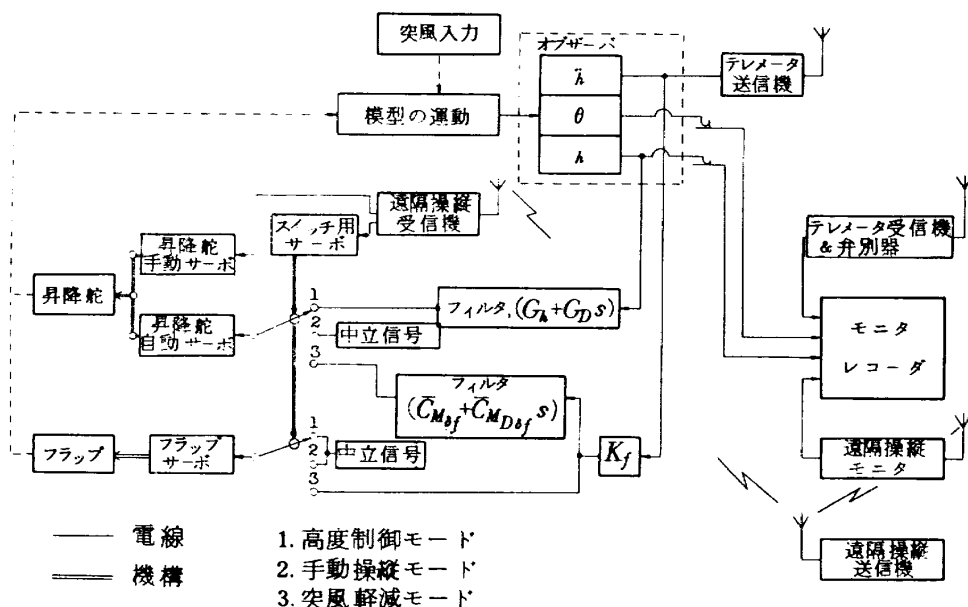 突風入力
オブザーバ
ḧ
θ
h
テレメータ
送信機
模型の運動
遠隔操縦
受信機
スイッチ用
サーボ
テレメータ受信機
&弁別器
昇降舵
手動サーボ
昇降舵
昇降舵
自動サーボ
1
2
3
フィルタ, (G_h+G_D s)
中立信号
モニタ
レコーダ
フィルタ
(C̄_{M_{δf}}+C̄_{M_{Dδf}} s)
フラップ
フラップ
サーボ
1
2
3
中立信号
K_f
遠隔操縦
モニタ
遠隔操縦
送信機
電線
機構
1. 高度制御モード
2. 手動操縦モード
3. 突風軽減モード